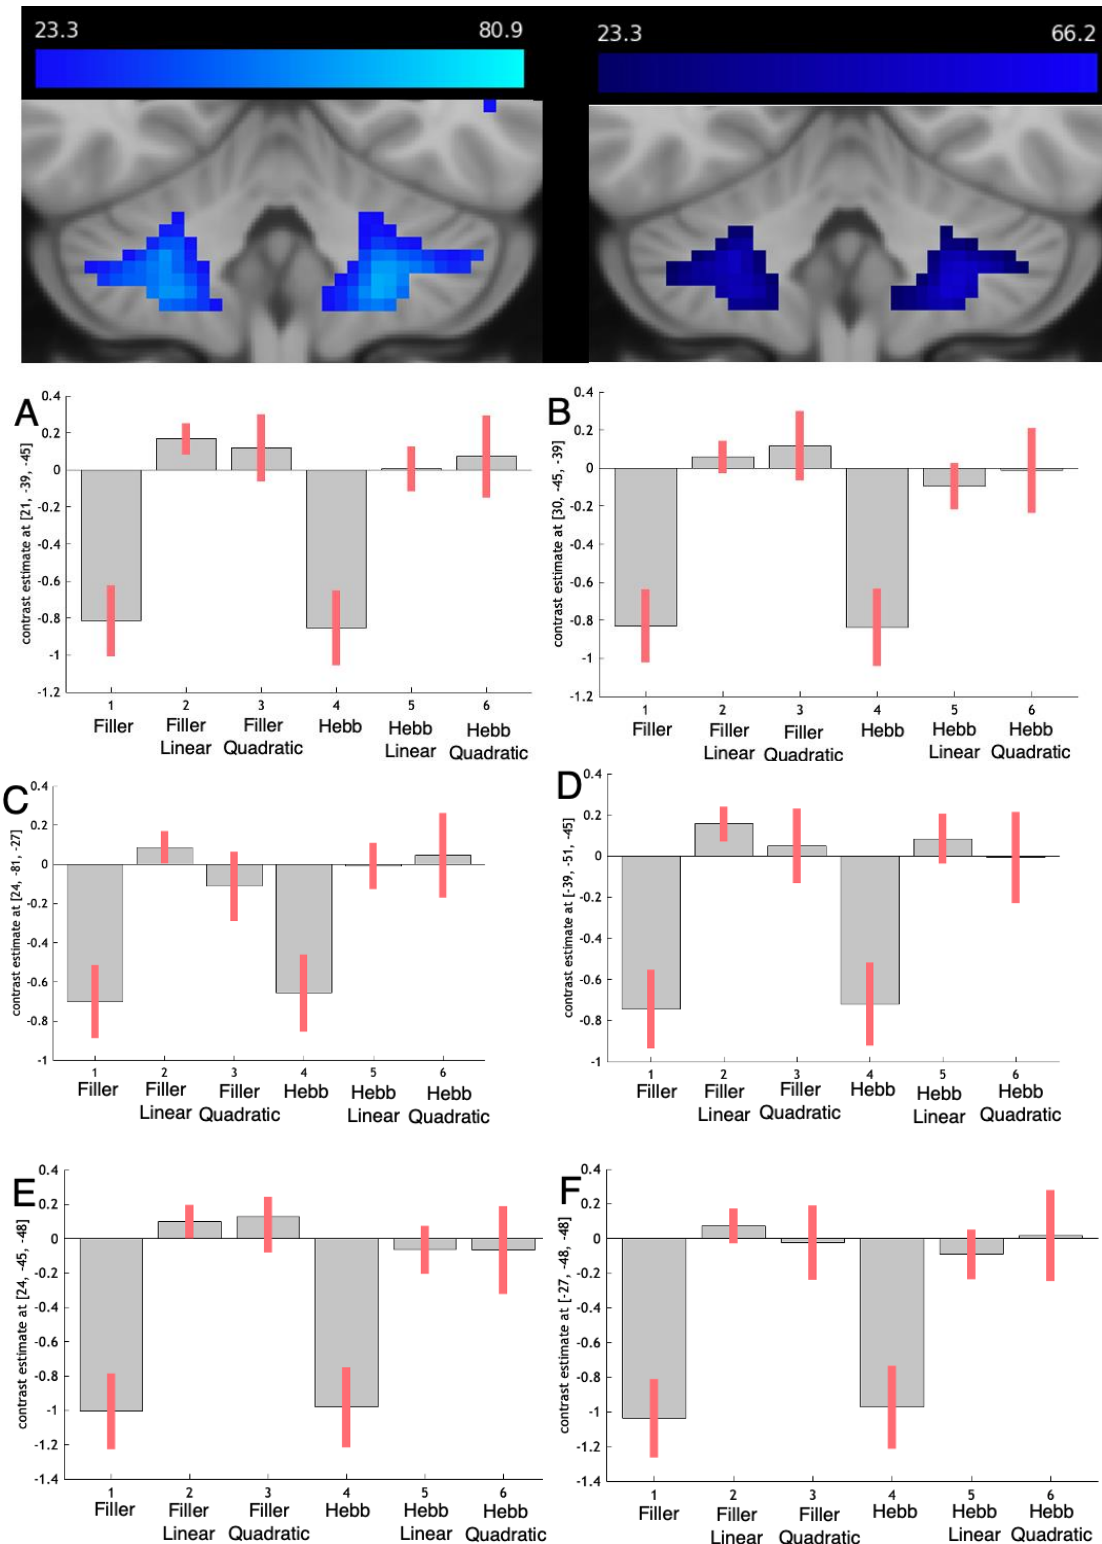 23.3 80.9
23.3 66.2
A
contrast estimate at [21, -39, -45]
0.4
0.2
0
-0.2
-0.4
-0.6
-0.8
-1
-1.2
1 2 3 4 5 6
Filler Filler Linear Filler Quadratic Hebb Hebb Linear Hebb Quadratic
B
contrast estimate at [30, -45, -39]
0.4
0.2
0
-0.2
-0.4
-0.6
-0.8
-1
-1.2
1 2 3 4 5 6
Filler Filler Linear Filler Quadratic Hebb Hebb Linear Hebb Quadratic
C
contrast estimate at [24, -81, -27]
0.4
0.2
0
-0.2
-0.4
-0.6
-0.8
-1
1 2 3 4 5 6
Filler Filler Linear Filler Quadratic Hebb Hebb Linear Hebb Quadratic
D
contrast estimate at [-39, -51, -45]
0.4
0.2
0
-0.2
-0.4
-0.6
-0.8
-1
1 2 3 4 5 6
Filler Filler Linear Filler Quadratic Hebb Hebb Linear Hebb Quadratic
E
contrast estimate at [24, -45, -48]
0.4
0.2
0
-0.2
-0.4
-0.6
-0.8
-1
-1.2
-1.4
1 2 3 4 5 6
Filler Filler Linear Filler Quadratic Hebb Hebb Linear Hebb Quadratic
F
contrast estimate at [-27, -48, -48]
0.4
0.2
0
-0.2
-0.4
-0.6
-0.8
-1
-1.2
-1.4
1 2 3 4 5 6
Filler Filler Linear Filler Quadratic Hebb Hebb Linear Hebb Quadratic